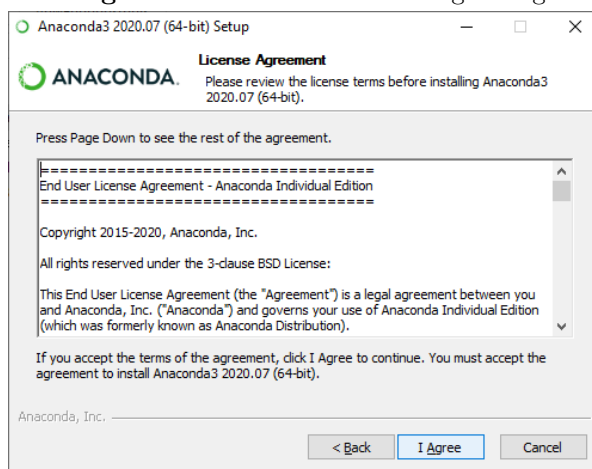 Anaconda3 2020.07 (64-bit) Setup
ANACONDA.
License Agreement
Please review the license terms before installing Anaconda3
2020.07 (64-bit).
Press Page Down to see the rest of the agreement.
===================================
End User License Agreement - Anaconda Individual Edition
===================================
Copyright 2015-2020, Anaconda, Inc.
All rights reserved under the 3-clause BSD License:
This End User License Agreement (the "Agreement") is a legal agreement between you
and Anaconda, Inc. ("Anaconda") and governs your use of Anaconda Individual Edition
(which was formerly known as Anaconda Distribution).
If you accept the terms of the agreement, click I Agree to continue. You must accept the
agreement to install Anaconda3 2020.07 (64-bit).
Anaconda, Inc.
< Back
I Agree
Cancel